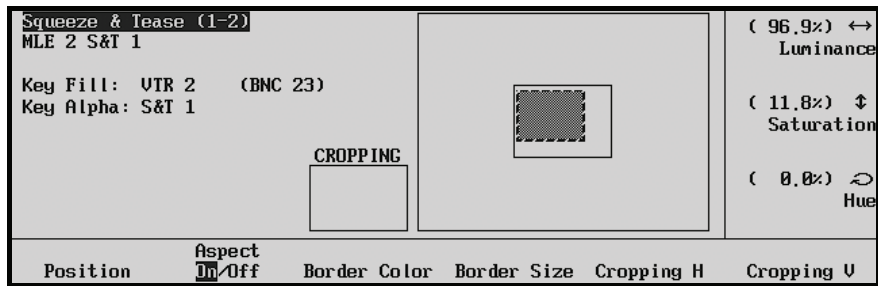 Squeeze & Tease (1-2)
MLE 2 S&T 1
Key Fill: VTR 2 (BNC 23)
Key Alpha: S&T 1
CROPPING
( 96.9%) ↔
Luminance
( 11.8%) ↕
Saturation
( 0.0%)
Hue
Position
Aspect
On/Off
Border Color
Border Size
Cropping H
Cropping V